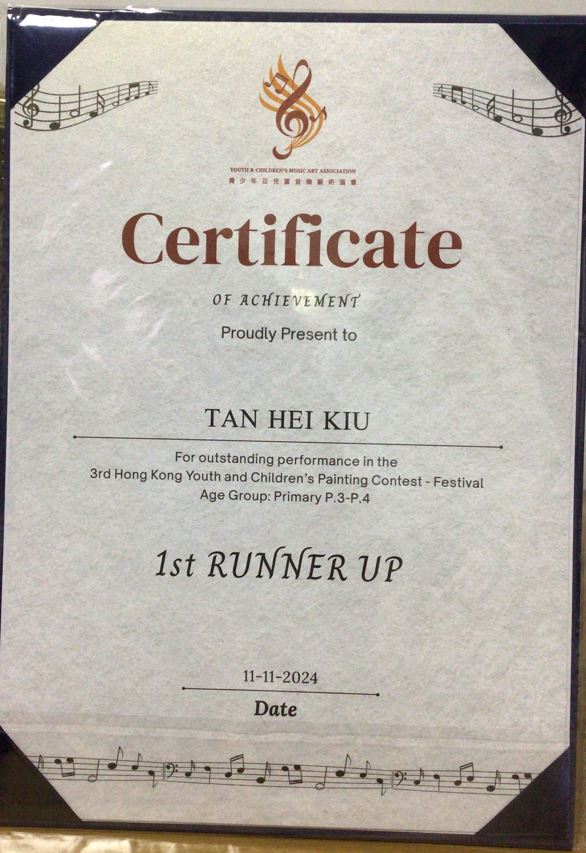 YOUTH & CHILDREN'S MUSIC ART ASSOCIATION
青少年及兒童音樂藝術協會
Certificate
OF ACHIEVEMENT
Proudly Present to
TAN HEI KIU
For outstanding performance in the
3rd Hong Kong Youth and Children's Painting Contest - Festival
Age Group: Primary P.3-P.4
1st RUNNER UP
11-11-2024
Date